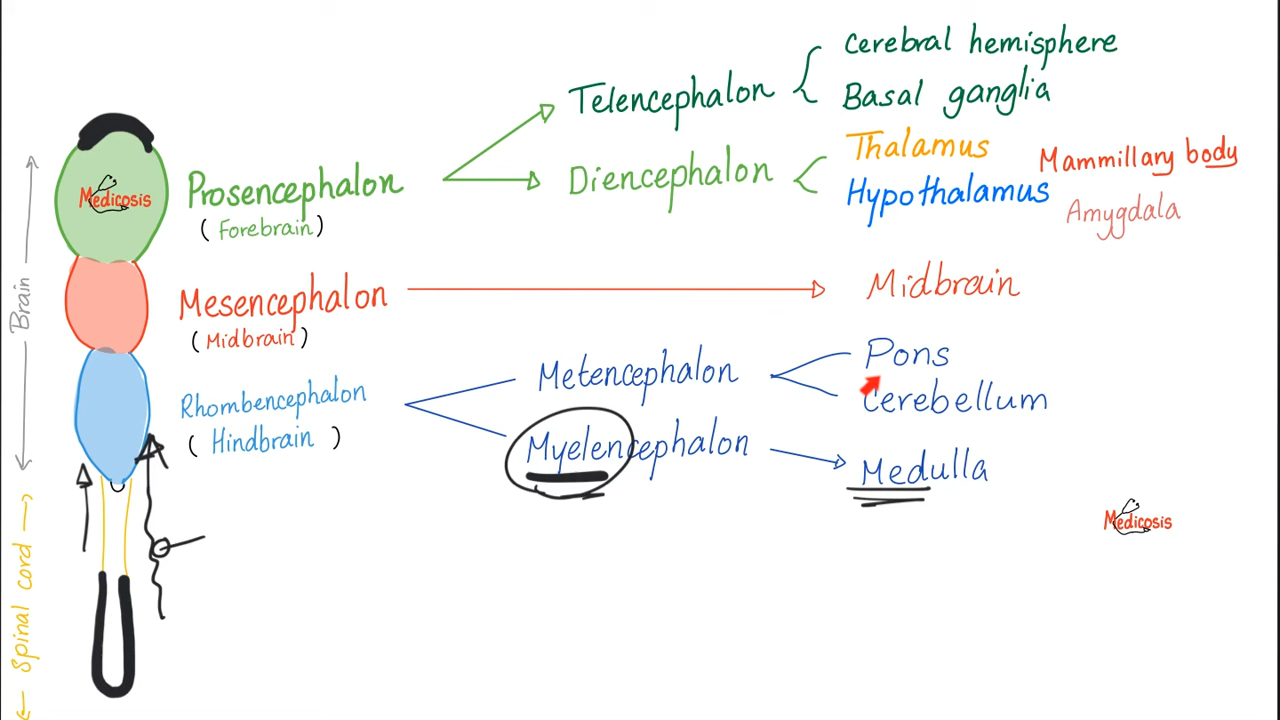 Cerebral hemisphere
Telencephalon
Basal ganglia
Thalamus
Mammillary body
Diencephalon
Hypothalamus
Amygdala
Medicosis
Prosencephalon
( Forebrain )
Brain
Mesencephalon
( Midbrain )
Midbrain
Rhombencephalon
( Hindbrain )
Metencephalon
Pons
Cerebellum
Myelencephalon
Medulla
Spinal cord
Medicosis